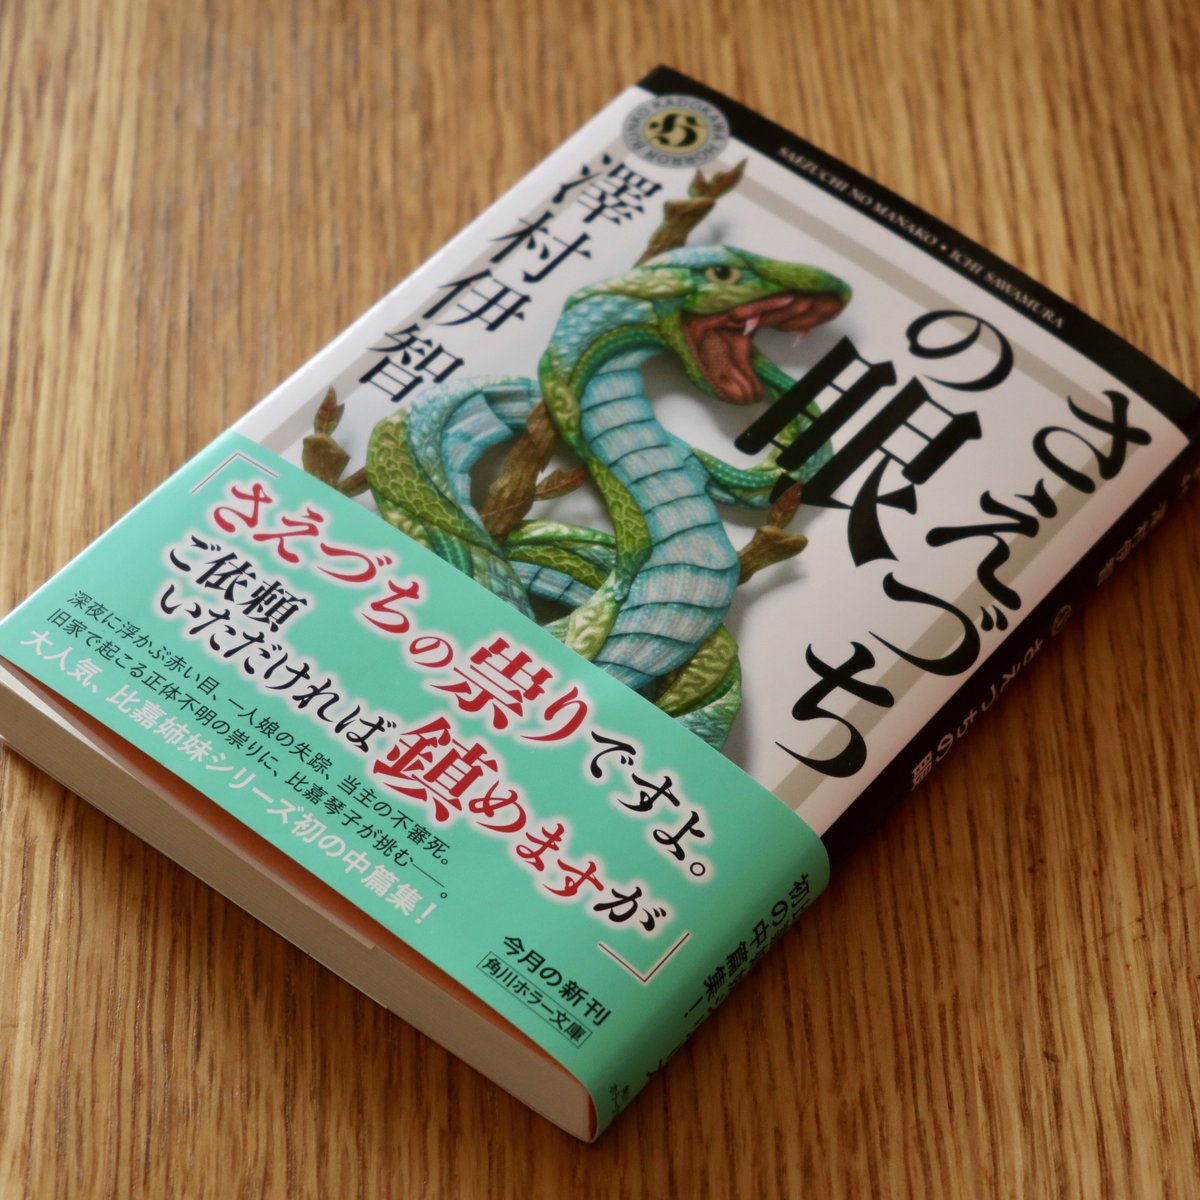 SAEZUCHI NO MANAKO • ICHI SAWAMURA
KADOKAWA HORROR BUNKO
H
さえづち
の眼
澤村伊智
「さえづちの祟りですよ。
ご依頼
いただければ鎮めますが」
深夜に浮かぶ赤い目、一人娘の失踪、当主の不審死。
旧家で起こる正体不明の祟りに、比嘉琴子が挑む――。
大人気、比嘉姉妹シリーズ初の中篇集！
今月の新刊
角川ホラー文庫
さえづちの眼
の中篇集！